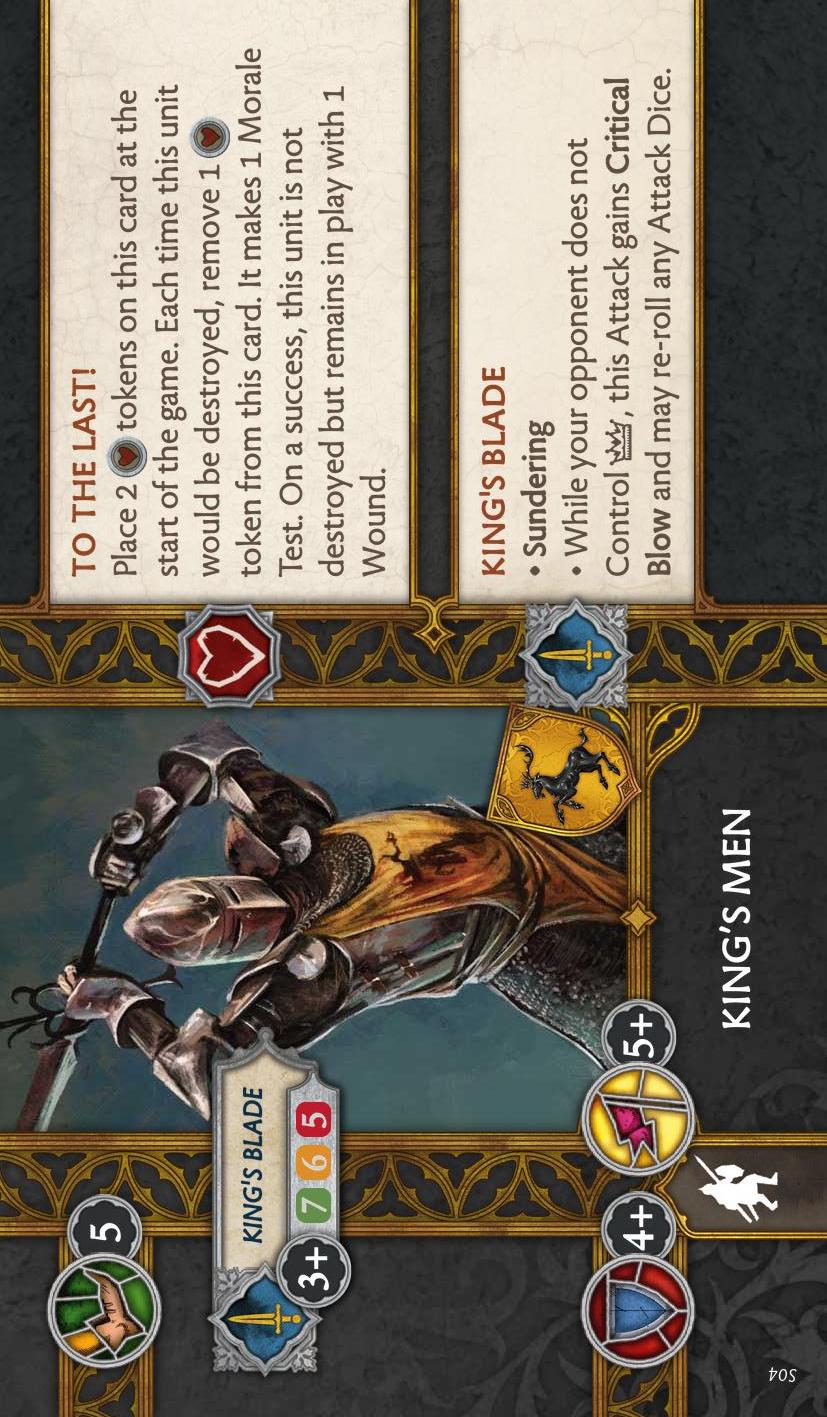 5
KING'S BLADE
3+
7 6 5
4+
5+
KING'S MEN
S04
TO THE LAST!
Place 2 tokens on this card at the
start of the game. Each time this unit
would be destroyed, remove 1
token from this card. It makes 1 Morale
Test. On a success, this unit is not
destroyed but remains in play with 1
Wound.
KING'S BLADE
• Sundering
• While your opponent does not
Control , this Attack gains Critical
Blow and may re-roll any Attack Dice.